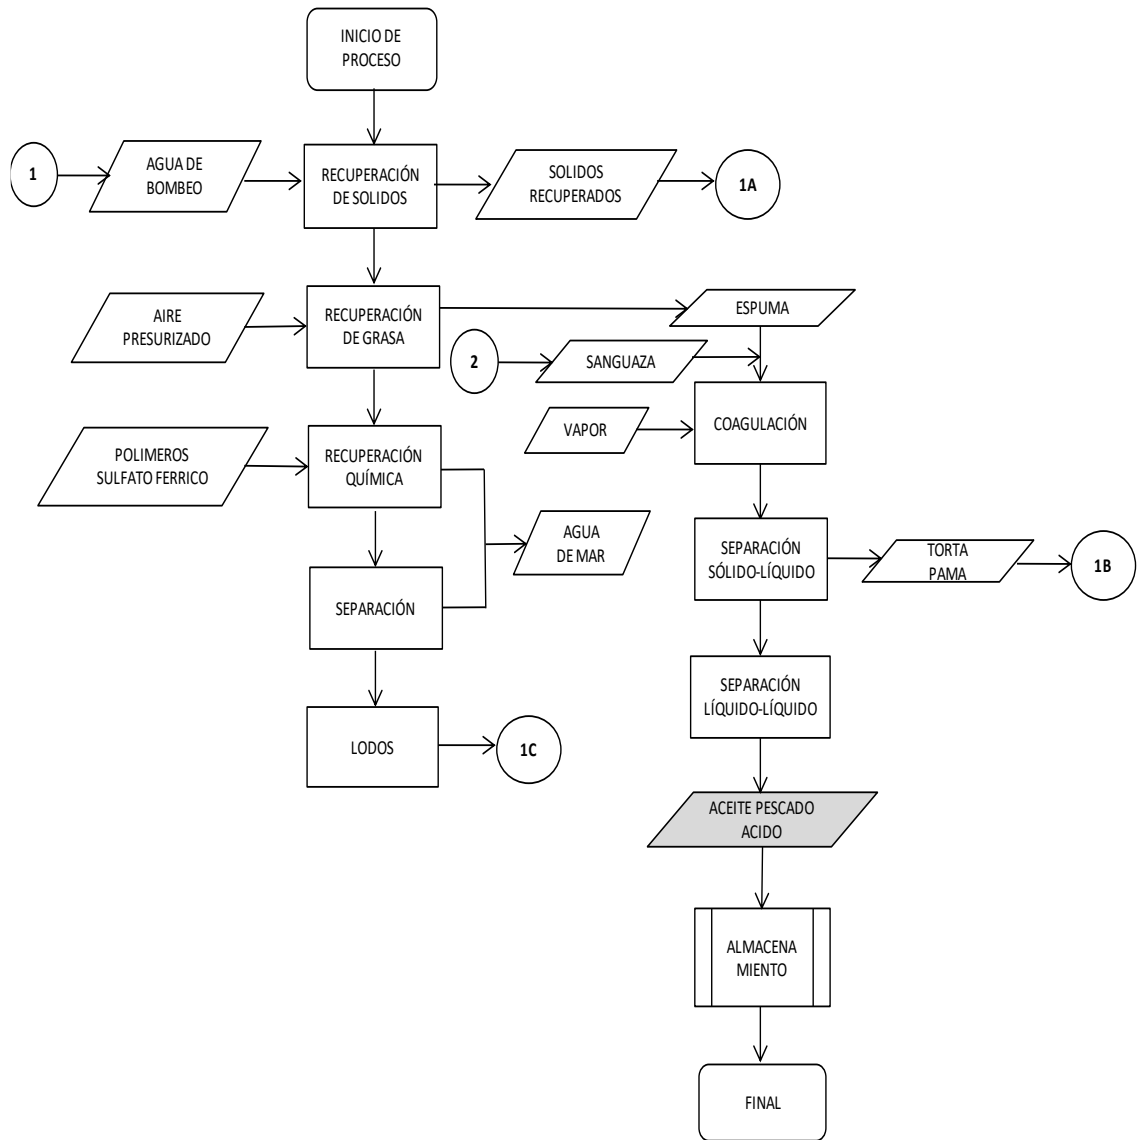 INICIO DE
PROCESO
1
AGUA DE
BOMBEO
RECUPERACIÓN
DE SOLIDOS
SOLIDOS
RECUPERADOS
1A
AIRE
PRESURIZADO
RECUPERACIÓN
DE GRASA
ESPUMA
2
SANGUAZA
VAPOR
COAGULACIÓN
POLIMEROS
SULFATO FERRICO
RECUPERACIÓN
QUÍMICA
AGUA
DE MAR
SEPARACIÓN
SÓLIDO-LÍQUIDO
TORTA
PAMA
1B
SEPARACIÓN
SEPARACIÓN
LÍQUIDO-LÍQUIDO
LODOS
1C
ACEITE PESCADO
ACIDO
ALMACENA
MIENTO
FINAL